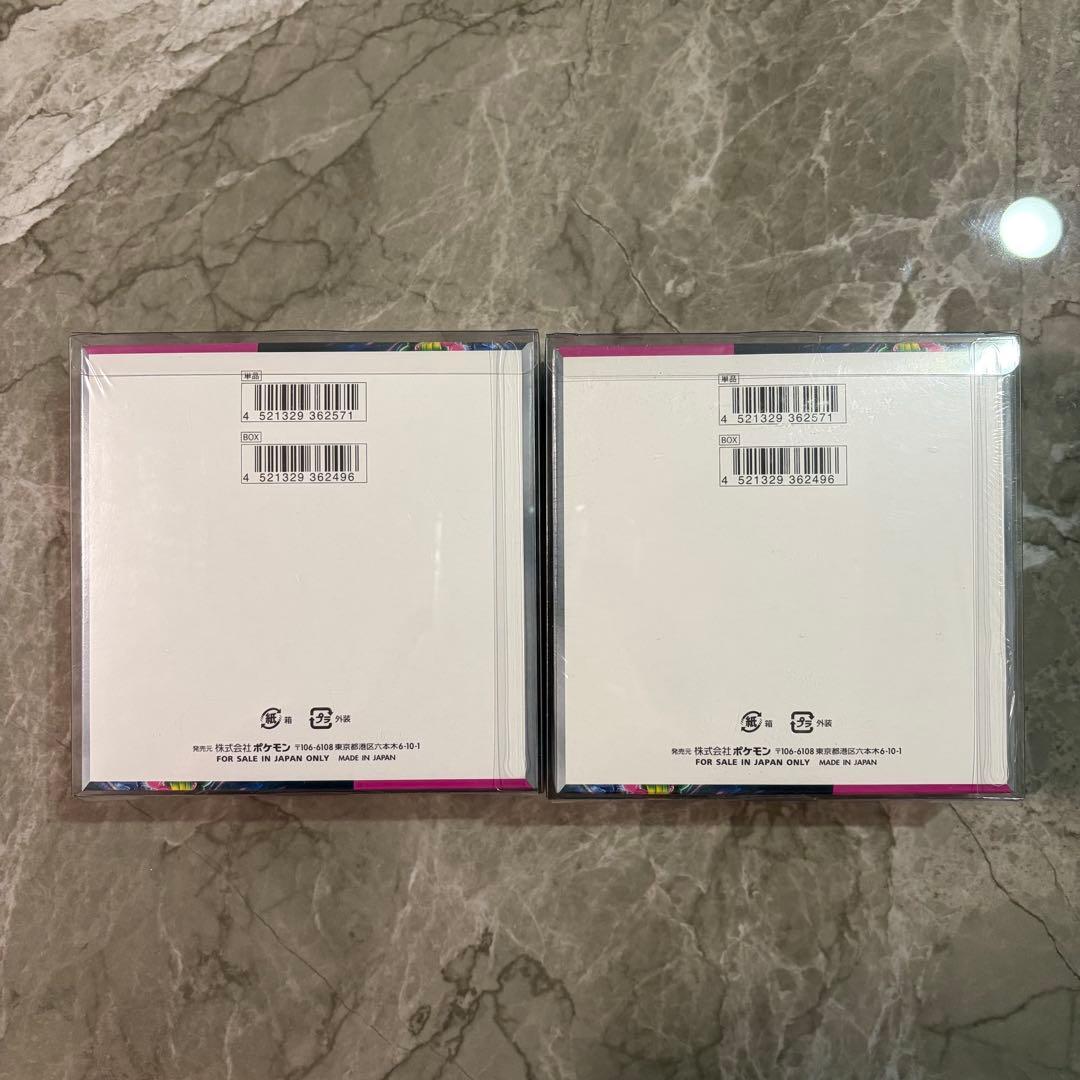 単品
4 521329 362571
BOX
4 521329 362496
紙 箱 プラ 外装
発売元 株式会社 ポケモン 〒106-6108 東京都港区六本木6-10-1
FOR SALE IN JAPAN ONLY MADE IN JAPAN
単品
4 521329 362571
BOX
4 521329 362496
紙 箱 プラ 外装
発売元 株式会社 ポケモン 〒106-6108 東京都港区六本木6-10-1
FOR SALE IN JAPAN ONLY MADE IN JAPAN